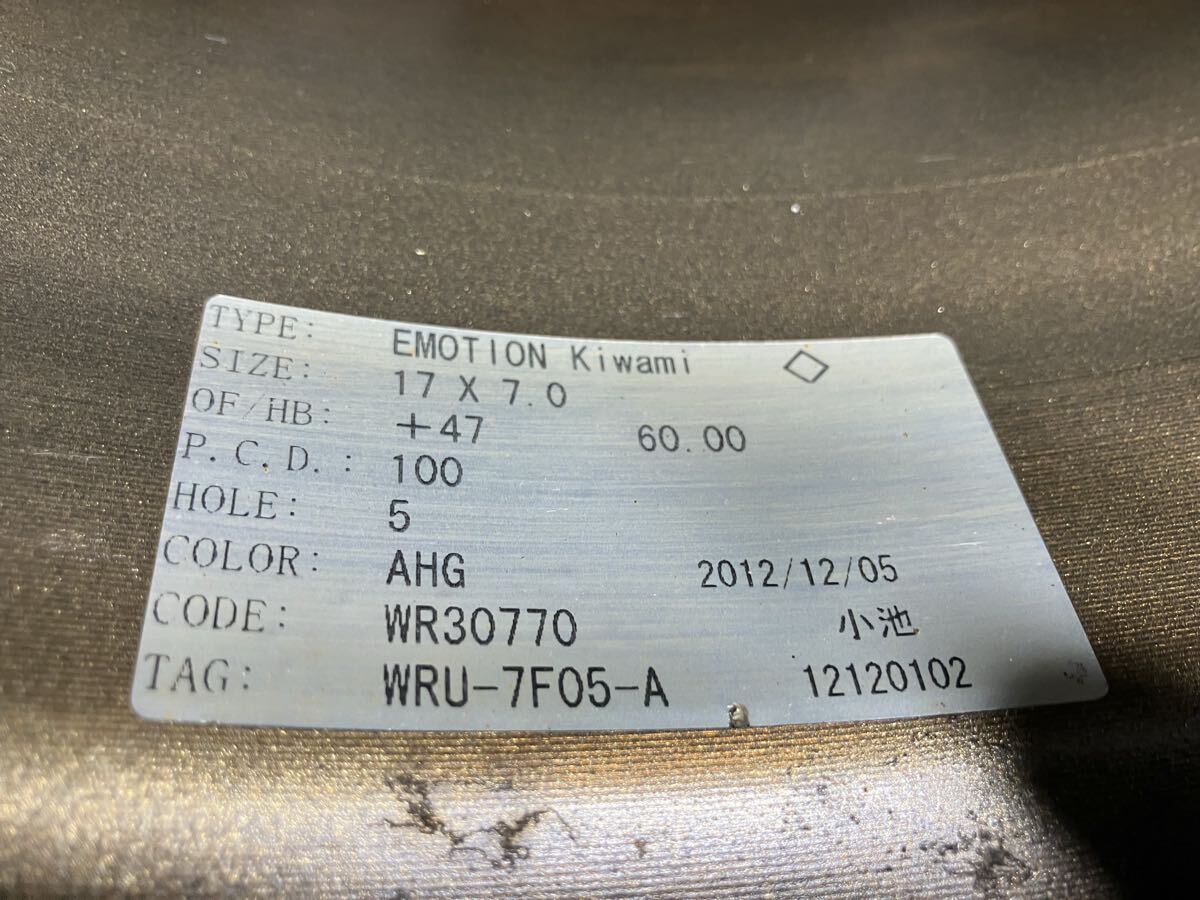 TYPE: EMOTION Kiwami ◇
SIZE: 17 X 7.0
OF/HB: +47 60.00
P.C.D.: 100
HOLE: 5
COLOR: AHG 2012/12/05
CODE: WR30770 小池
TAG: WRU-7F05-A 12120102